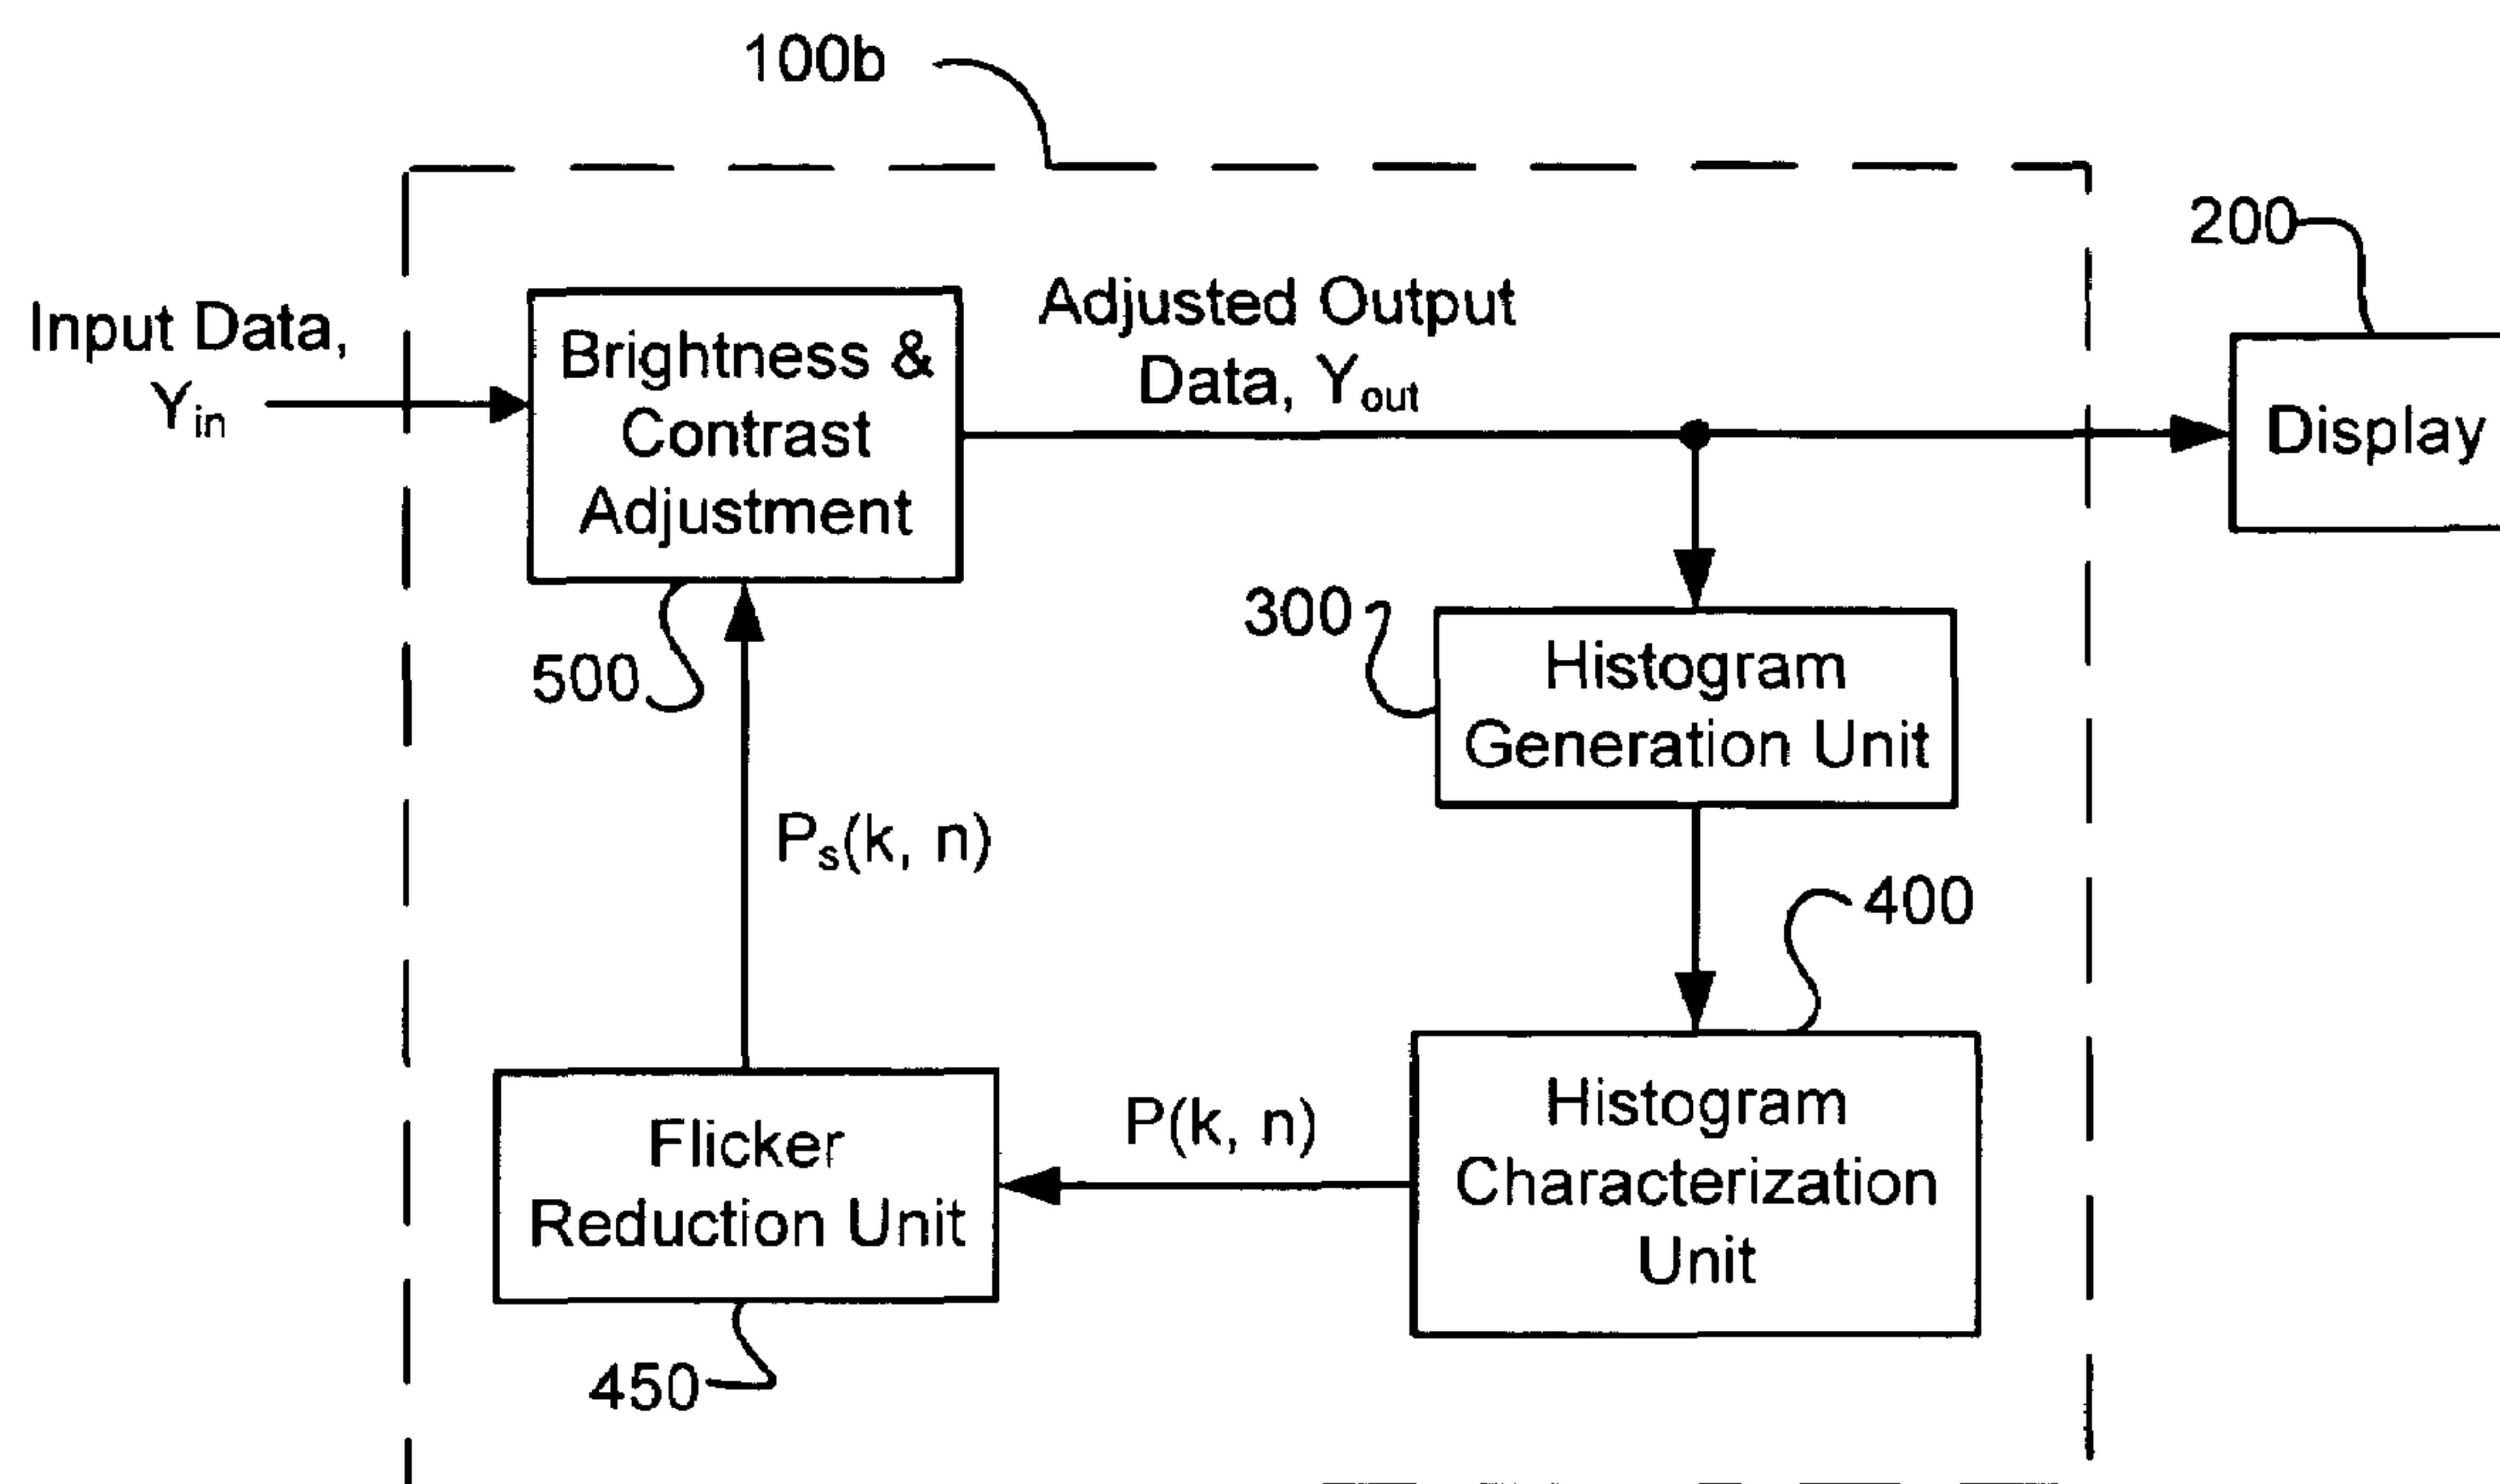 100b
200
Input Data,
Yin
Brightness &
Contrast
Adjustment
Adjusted Output
Data, Yout
Display
500
300
Histogram
Generation Unit
Ps(k, n)
400
Flicker
Reduction Unit
P(k, n)
Histogram
Characterization
Unit
450